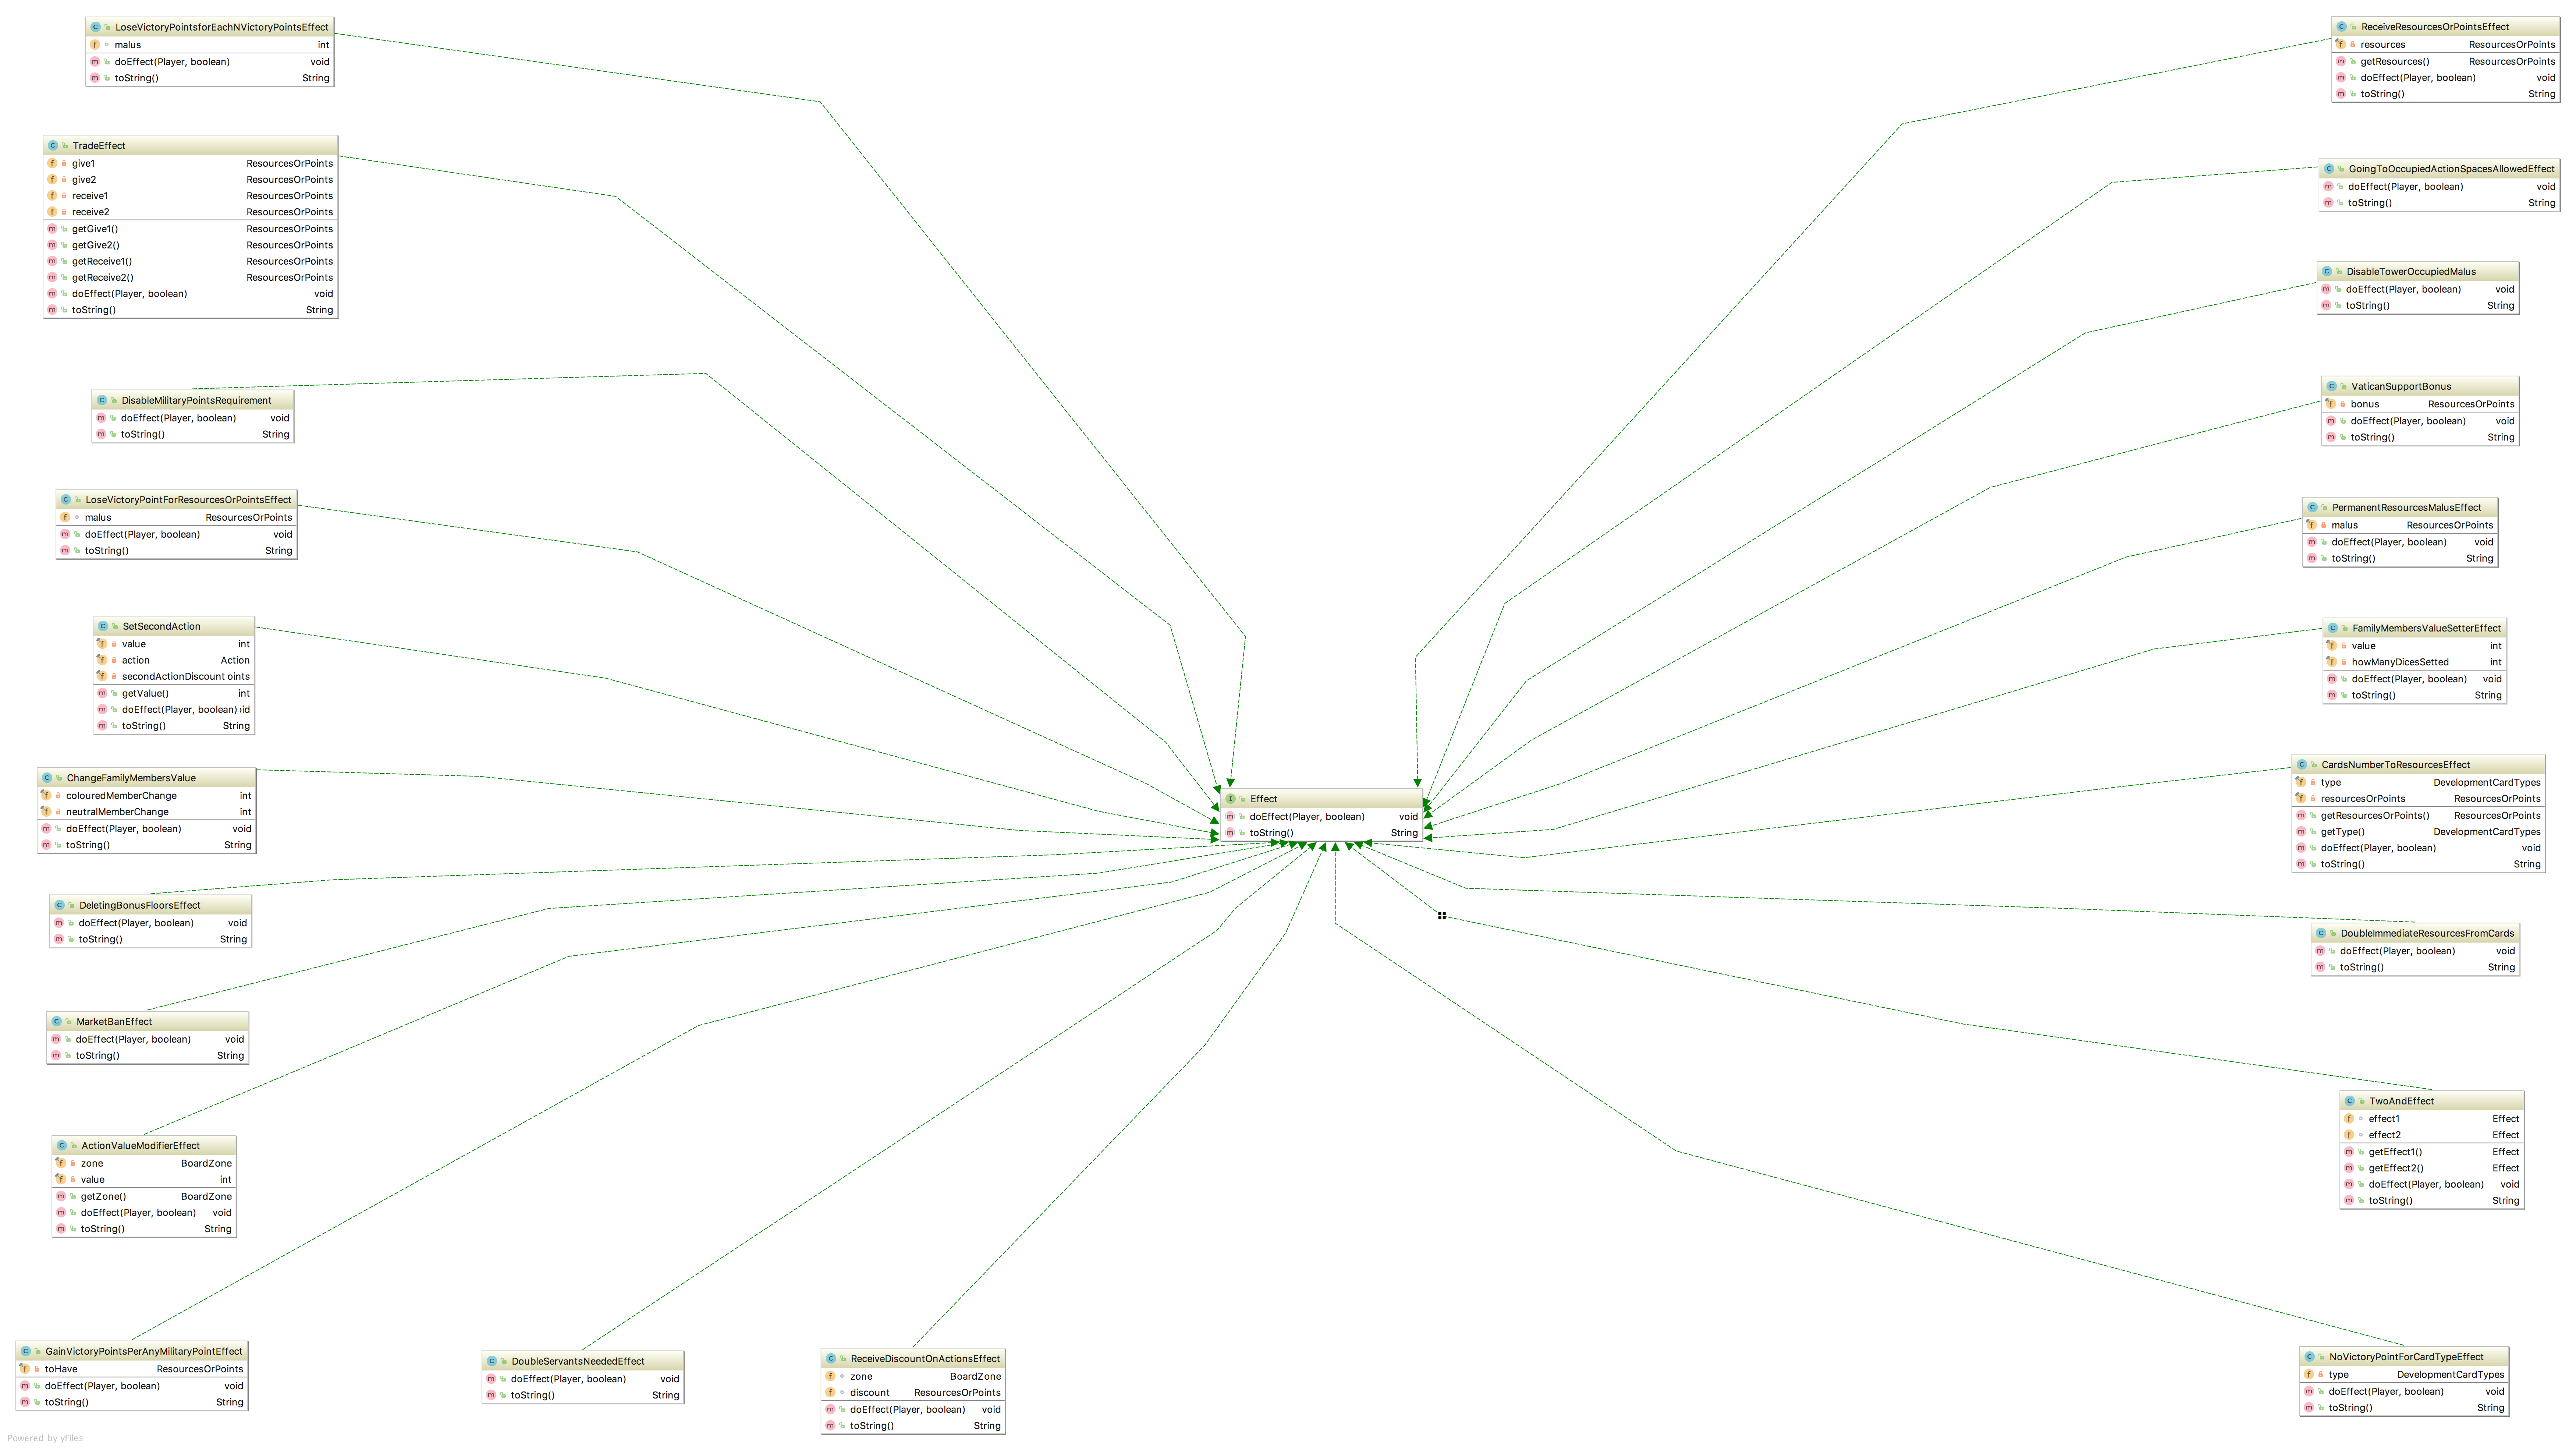 LoseVictoryPointsforEachNVictoryPointsEffect
malus int
doEffect(Player, boolean) void
toString() String
TradeEffect
give1 ResourcesOrPoints
give2 ResourcesOrPoints
receive1 ResourcesOrPoints
receive2 ResourcesOrPoints
getGive1() ResourcesOrPoints
getGive2() ResourcesOrPoints
getReceive1() ResourcesOrPoints
getReceive2() ResourcesOrPoints
doEffect(Player, boolean) void
toString() String
DisableMilitaryPointsRequirement
doEffect(Player, boolean) void
toString() String
LoseVictoryPointForResourcesOrPointsEffect
malus ResourcesOrPoints
doEffect(Player, boolean) void
toString() String
SetSecondAction
value int
action Action
secondActionDiscount oints
getValue() int
doEffect(Player, boolean) id
toString() String
ChangeFamilyMembersValue
colouredMemberChange int
neutralMemberChange int
doEffect(Player, boolean) void
toString() String
DeletingBonusFloorsEffect
doEffect(Player, boolean) void
toString() String
MarketBanEffect
doEffect(Player, boolean) void
toString() String
ActionValueModifierEffect
zone BoardZone
value int
getZone() BoardZone
doEffect(Player, boolean) void
toString() String
GainVictoryPointsPerAnyMilitaryPointEffect
toHave ResourcesOrPoints
doEffect(Player, boolean) void
toString() String
DoubleServantsNeededEffect
doEffect(Player, boolean) void
toString() String
ReceiveDiscountOnActionsEffect
zone BoardZone
discount ResourcesOrPoints
doEffect(Player, boolean) void
toString() String
Effect
doEffect(Player, boolean) void
toString() String
ReceiveResourcesOrPointsEffect
resources ResourcesOrPoints
getResources() ResourcesOrPoints
doEffect(Player, boolean) void
toString() String
GoingToOccupiedActionSpacesAllowedEffect
doEffect(Player, boolean) void
toString() String
DisableTowerOccupiedMalus
doEffect(Player, boolean) void
toString() String
VaticanSupportBonus
bonus ResourcesOrPoints
doEffect(Player, boolean) void
toString() String
PermanentResourcesMalusEffect
malus ResourcesOrPoints
doEffect(Player, boolean) void
toString() String
FamilyMembersValueSetterEffect
value int
howManyDicesSetted int
doEffect(Player, boolean) void
toString() String
CardsNumberToResourcesEffect
type DevelopmentCardTypes
resourcesOrPoints ResourcesOrPoints
getResourcesOrPoints() ResourcesOrPoints
getType() DevelopmentCardTypes
doEffect(Player, boolean) void
toString() String
DoubleImmediateResourcesFromCards
doEffect(Player, boolean) void
toString() String
TwoAndEffect
effect1 Effect
effect2 Effect
getEffect1() Effect
getEffect2() Effect
doEffect(Player, boolean) void
toString() String
NoVictoryPointForCardTypeEffect
type DevelopmentCardTypes
doEffect(Player, boolean) void
toString() String
Powered by yFiles